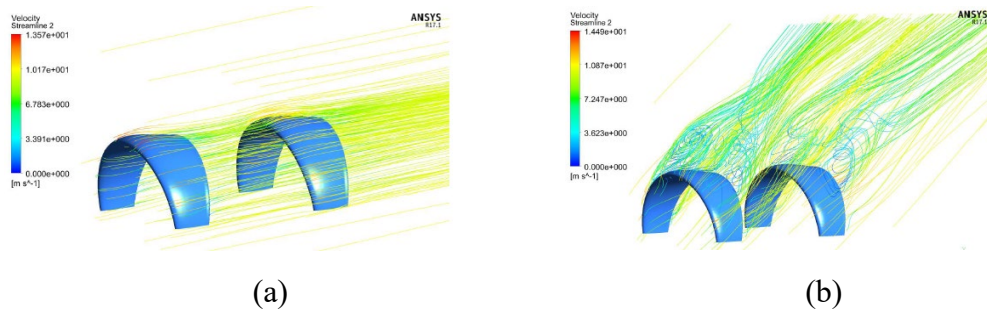 Velocity
Streamline 2
1.357e+001
1.017e+001
6.783e+000
3.391e+000
0.000e+000
[m s^-1]
ANSYS
R17.1
(a)
Velocity
Streamline 2
1.449e+001
1.087e+001
7.247e+000
3.623e+000
0.000e+000
[m s^-1]
ANSYS
R17.1
(b)